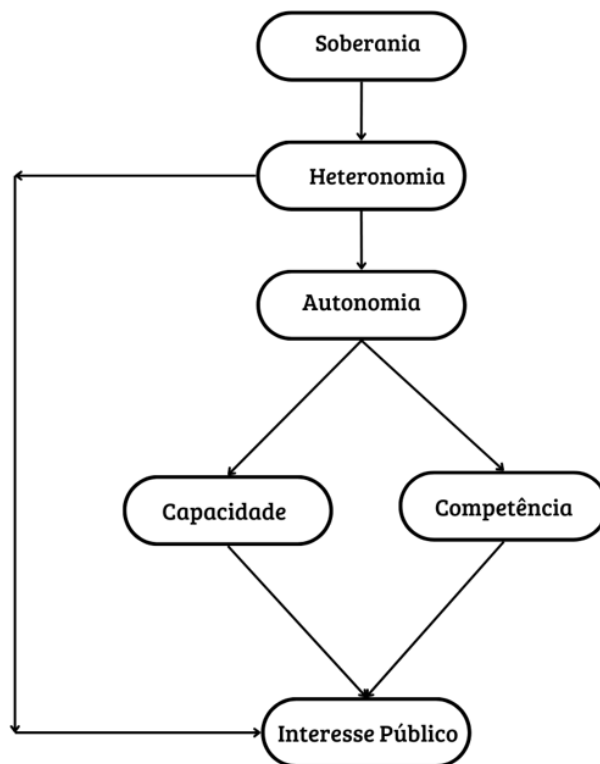 Soberania
Heteronomia
Autonomia
Capacidade
Competência
Interesse Público